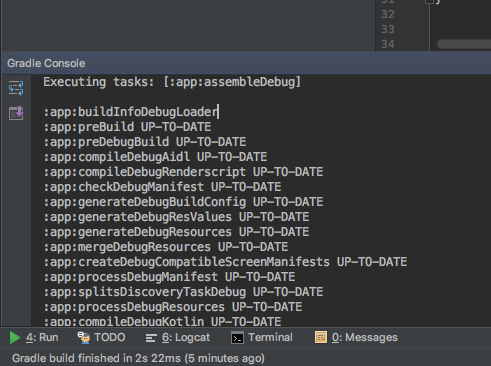 31
32
33
34
Gradle Console
Executing tasks: [:app:assembleDebug]
:app:buildInfoDebugLoader
:app:preBuild UP-TO-DATE
:app:preDebugBuild UP-TO-DATE
:app:compileDebugAidl UP-TO-DATE
:app:compileDebugRenderscript UP-TO-DATE
:app:checkDebugManifest UP-TO-DATE
:app:generateDebugBuildConfig UP-TO-DATE
:app:generateDebugResValues UP-TO-DATE
:app:generateDebugResources UP-TO-DATE
:app:mergeDebugResources UP-TO-DATE
:app:createDebugCompatibleScreenManifests UP-TO-DATE
:app:processDebugManifest UP-TO-DATE
:app:splitsDiscoveryTaskDebug UP-TO-DATE
:app:processDebugResources UP-TO-DATE
:app:compileDebugKotlin UP-TO-DATE
4: Run TODO 6: Logcat Terminal 0: Messages
Gradle build finished in 2s 22ms (5 minutes ago)